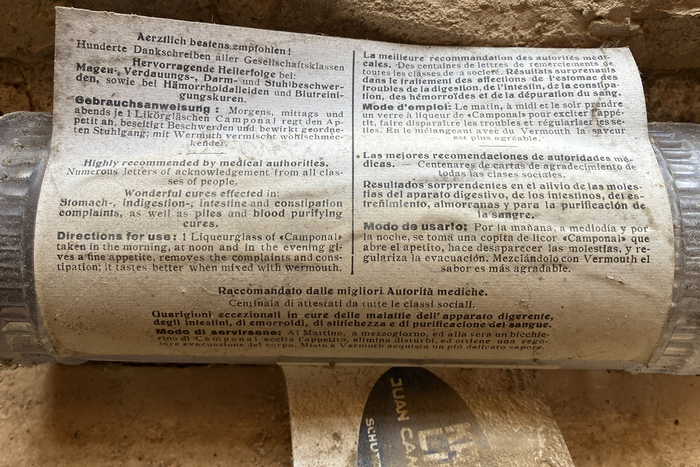 Aerzlich bestens empfohlen!
Hunderte Dankschreiben aller Gesellschaftsklassen
Hervorragende Heilerfolge bei:
Magen-, Verdauungs-, Darm- und Stuhlbeschwer-
den, sowie bei Hämorrhoidalleiden und Blutreini-
gungskuren.
Gebrauchsanweisung: Morgens, mittags und
abends je 1 Likörgläschen Camponal regt den Ap-
petit an, beseitigt Beschwerden und bewirkt geordne-
ten Stuhlgang; mit Wermuth vermischt wohlschmek-
kender.
Highly recommended by medical authorities.
Numerous letters of acknowledgement from all clas-
ses of people.
Wonderful cures effected in:
Stomach-, indigestion-, intestine and constipation
complaints, as well as piles and blood purifying
cures.
Directions for use: 1 Liqueurglass of «Camponal»
taken in the morning, at noon and in the evening gi-
ves a fine appetite, removes the complaints and cons-
tipation; it tastes better when mixed with wermouth.
La meilleure recommandation des autorités médi-
cales. Des centaines de lettres de remerciements de
toutes les classes de la société. Résultats surprenants
dans le traitement des affections de l'estomac des
troubles de la digestion, de l'intestin, de la constipa-
tion, des hémorroïdes et de la dépuration du sang.
Mode d'emploi: Le matin, à midi et le soir prendre
un verre à liqueur de «Camponal» pour exciter l'appé-
tit, faire disparaître les troubles et régulariser les sel-
les. En le mélangeant avec du Vermouth la saveur
est plus agréable.
Las mejores recomendaciones de autoridades mé-
dicas. — Centenares de cartas de agradecimiento de
todas las clases sociales.
Resultados sorprendentes en el alivio de las moles-
tias del aparato digestivo, de los intestinos, del es-
treñimiento, almorranas y para la purificación de
la sangre.
Modo de usarlo: Por la mañana, a mediodía y por
la noche, se toma una copita de licor «Camponal» que
abre el apetito, hace desaparecer las molestias, y re-
gulariza la evacuación. Mezclándolo con Vermouth el
sabor es más agradable.
Raccomandato dalle migliori Autorità mediche.
Centinala di attestati da tutte le classi sociali.
Guarigioni eccezionali in cure delle malattie dell'apparato digerente,
degli intestini, di emorroidi, di stitichezza e di purificazione del sangue.
Modo di servirsene: Al Mattino, a mezzogiorno, ed alla sera un bicchie-
rino di Camponal, eccita l'appetito, elimina disturbi, ed ottiene una rego-
lare evacuazione del corpo. Misto a Vermouth acquista un più delicato sapore.
JUAN CAM
SCHUT